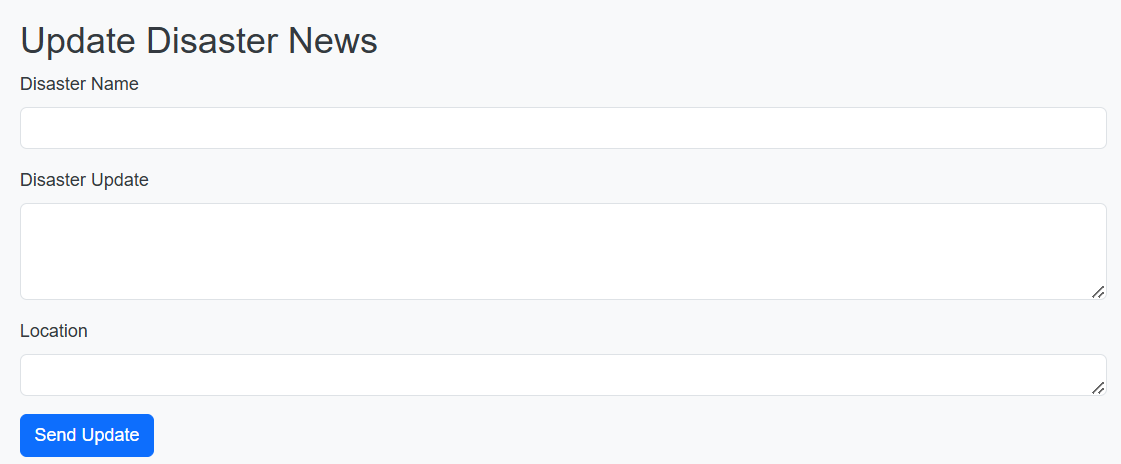 Update Disaster News
Disaster Name
Disaster Update
Location
Send Update